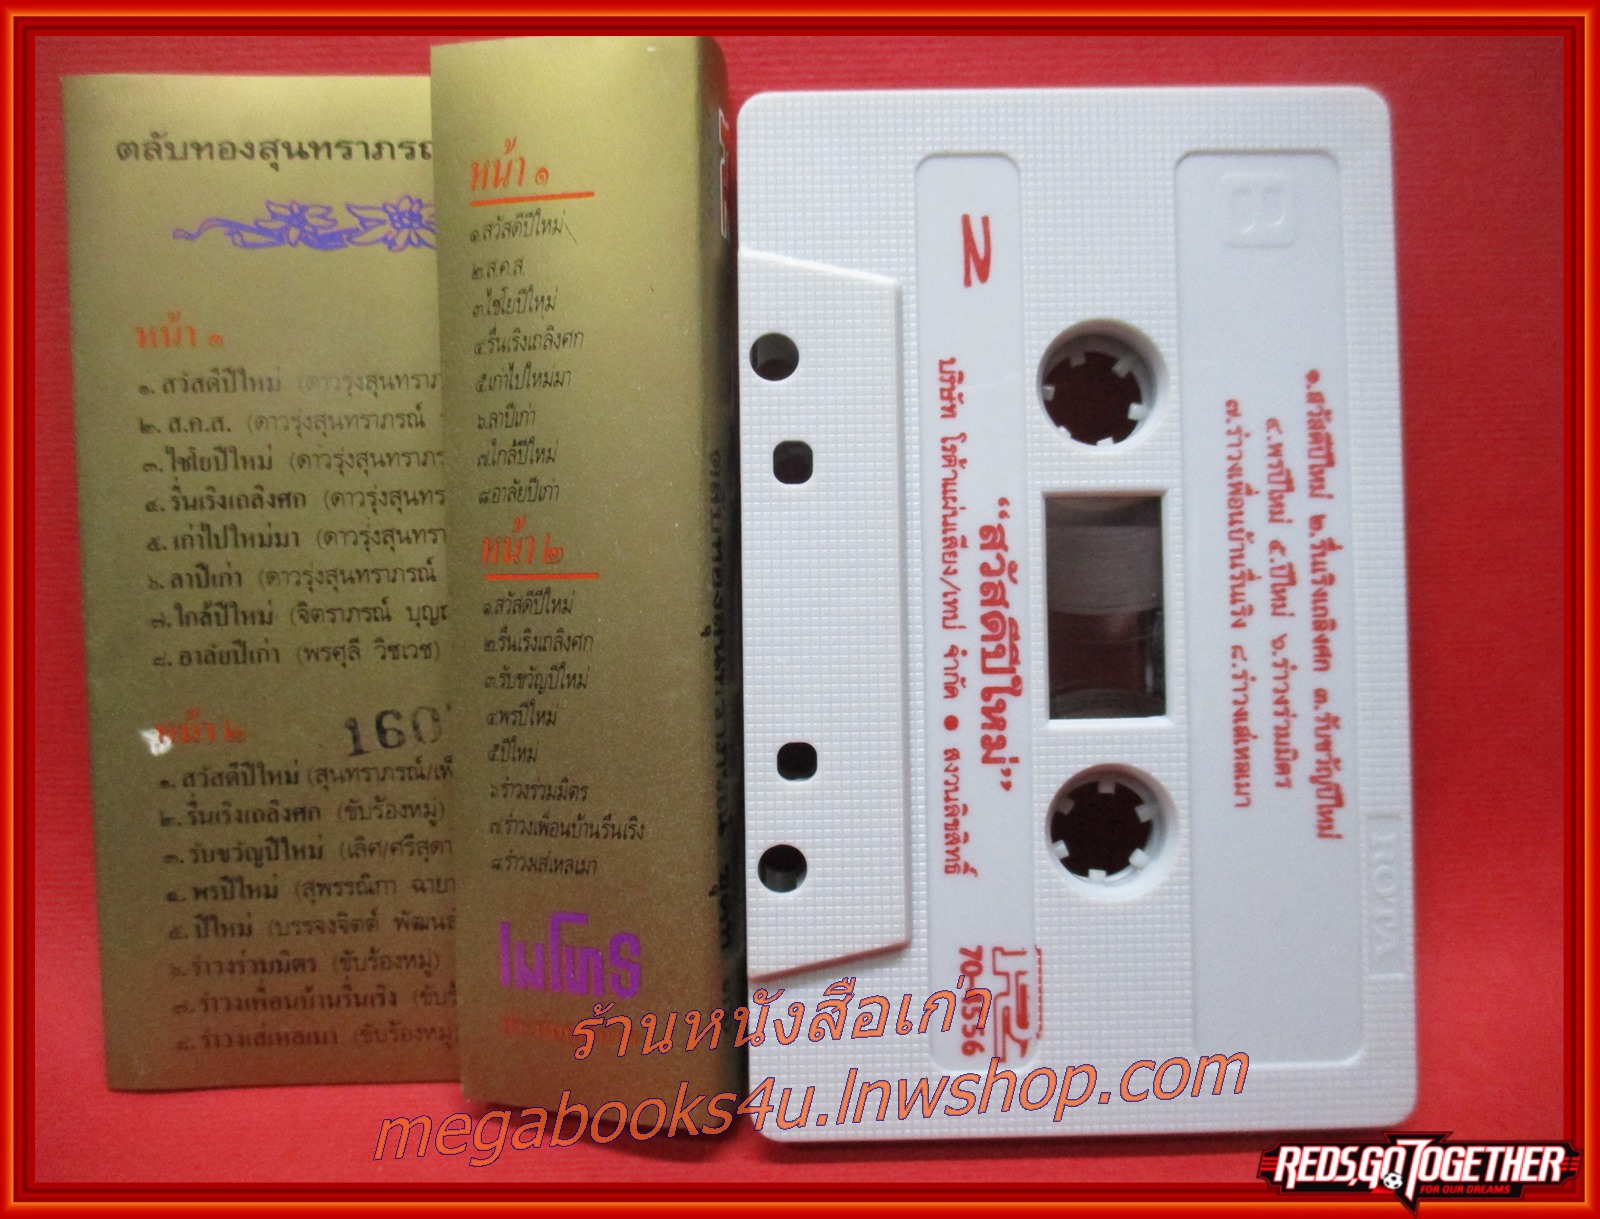 ตลับทองสุนทราภรณ์
หน้า ๑
๑. สวัสดีปีใหม่ (ดาวรุ่งสุนทราภ
๒. ส.ค.ส. (ดาวรุ่งสุนทราภรณ์
๓. ไชโยปีใหม่ (ดาวรุ่งสุนทราภร
๔. รื่นเริงเถลิงศก (ดาวรุ่งสุนทร
๕. เก่าไปใหม่มา (ดาวรุ่งสุนทรา
๖. ลาปีเก่า (ดาวรุ่งสุนทราภรณ์
๗. ใกล้ปีใหม่ (จิตราภรณ์ บุญ
๘. อาลัยปีเก่า (พรศุลี วิชเวช)
หน้า ๒
160
๑. สวัสดีปีใหม่ (สุนทราภรณ์/เพ็
๒. รื่นเริงเถลิงศก (ขับร้องหมู่)
๓. รับขวัญปีใหม่ (เลิศ/ศรีสุดา
๔. พรปีใหม่ (สุพรรณิกา ฉายา
๕. ปีใหม่ (บรรจงจิตต์ พัฒน
๖. รำวงร่วมมิตร (ขับร้องหมู่)
๗. รำวงเพื่อนบ้านรื่นเริง (ขับร้
๘. รำวงเส่เหลเมา (ขับร้องหมู่)
หน้า ๑
๑.สวัสดีปีใหม่
๒.ส.ค.ส.
๓.ไชโยปีใหม่
๔.รื่นเริงเถลิงศก
๕.เก่าไปใหม่มา
๖.ลาปีเก่า
๗.ใกล้ปีใหม่
๘.อาลัยปีเก่า
หน้า ๒
๑.สวัสดีปีใหม่
๒.รื่นเริงเถลิงศก
๓.รับขวัญปีใหม่
๔.พรปีใหม่
๕.ปีใหม่
๖.รำวงร่วมมิตร
๗.รำวงเพื่อนบ้านรื่นเริง
๘.รำวงเส่เหลเมา
เมโทร
2
บริษัท โรต้าแผ่นเสียง/เทป จำกัด ● สงวนลิขสิทธิ์
“สวัสดีปีใหม่”
70-1556
๑.สวัสดีปีใหม่ ๒.รื่นเริงเถลิงศก ๓.รับขวัญปีใหม่
๔.พรปีใหม่ ๕.ปีใหม่ ๖.รำวงร่วมมิตร
๗.รำวงเพื่อนบ้านรื่นเริง ๘.รำวงเส่เหลเมา
ROTA
ร้านหนังสือเก่า
megabooks4u.lnwshop.com
REDS,GO TOGETHER
FOR OUR DREAMS